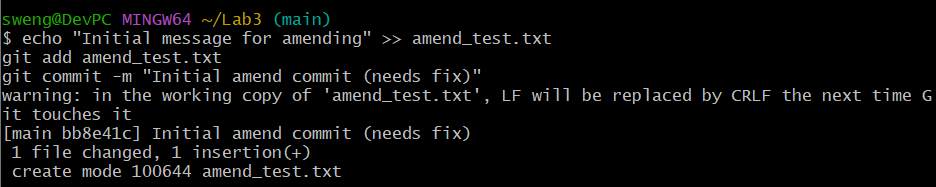 sweng@DevPC MINGW64 ~/Lab3 (main)
$ echo "Initial message for amending" >> amend_test.txt
git add amend_test.txt
git commit -m "Initial amend commit (needs fix)"
warning: in the working copy of 'amend_test.txt', LF will be replaced by CRLF the next time G
it touches it
[main bb8e41c] Initial amend commit (needs fix)
 1 file changed, 1 insertion(+)
 create mode 100644 amend_test.txt